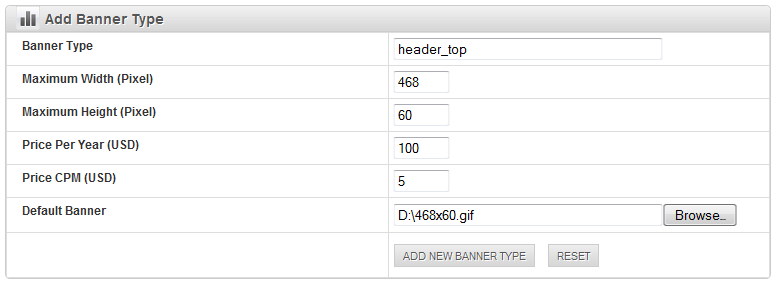 Add Banner Type
Banner Type header_top
Maximum Width (Pixel) 468
Maximum Height (Pixel) 60
Price Per Year (USD) 100
Price CPM (USD) 5
Default Banner D:\468x60.gif Browse..
ADD NEW BANNER TYPE RESET